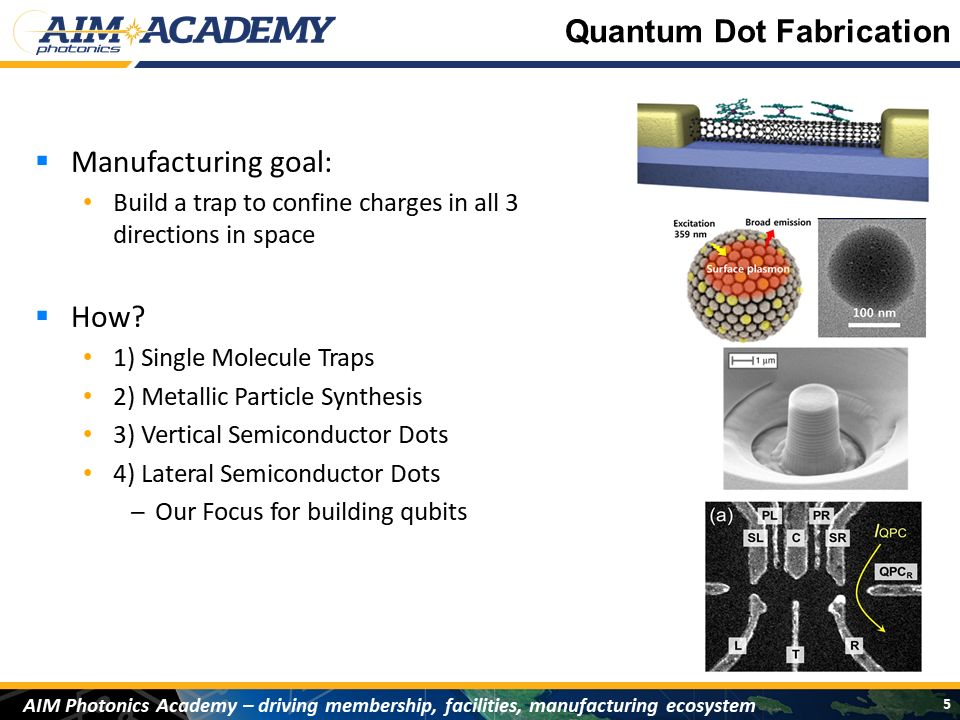 AIM ACADEMY
photonics
Quantum Dot Fabrication
Manufacturing goal:
Build a trap to confine charges in all 3
directions in space
How?
1) Single Molecule Traps
2) Metallic Particle Synthesis
3) Vertical Semiconductor Dots
4) Lateral Semiconductor Dots
– Our Focus for building qubits
Excitation
359 nm
Broad emission
Surface plasmon
100 nm
1 μm
(a)
PL
PR
SL
C
SR
IQPC
QPCR
L
T
R
AIM Photonics Academy – driving membership, facilities, manufacturing ecosystem
5